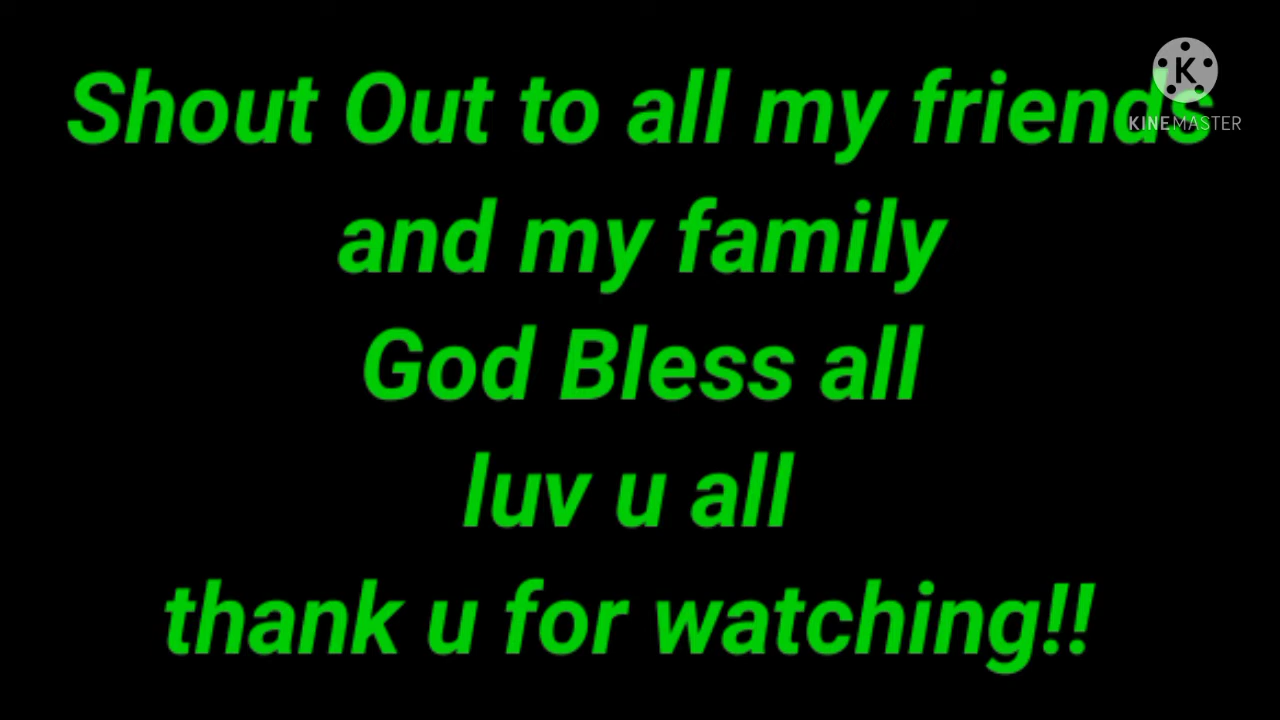 Shout Out to all my friends
and my family
God Bless all
luv u all
thank u for watching!!
K
KINEMASTER